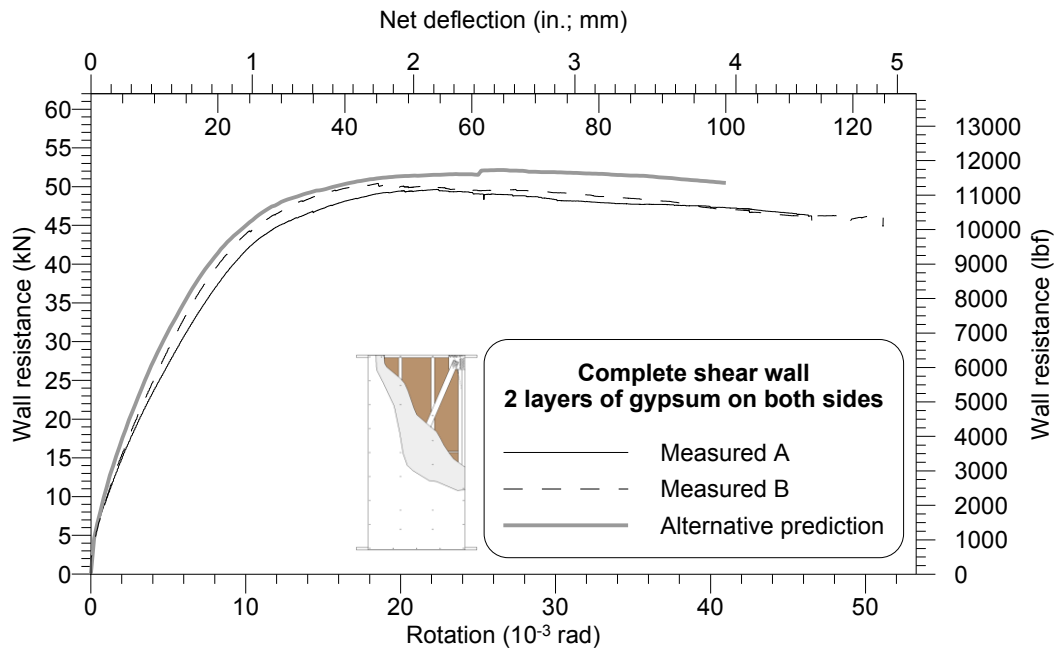 Net deflection (in.; mm)
0 1 2 3 4 5
20 40 60 80 100 120
Wall resistance (kN)
60
55
50
45
40
35
30
25
20
15
10
5
0
13000
12000
11000
10000
9000
8000
7000
6000
5000
4000
3000
2000
1000
0
Wall resistance (lbf)
Complete shear wall
2 layers of gypsum on both sides
Measured A
Measured B
Alternative prediction
0 10 20 30 40 50
Rotation (10⁻³ rad)